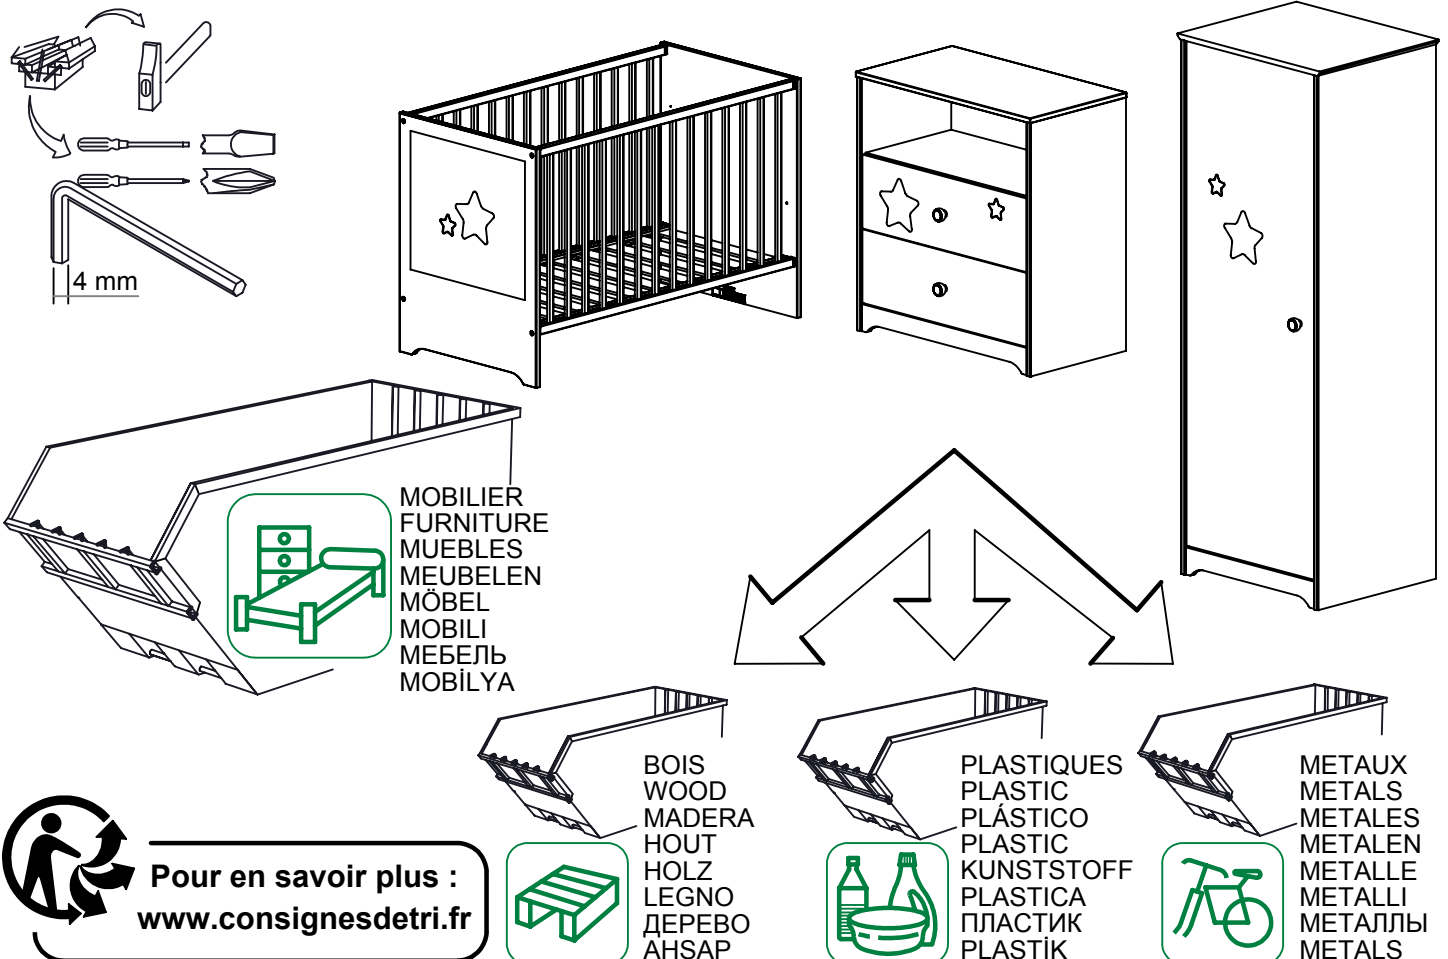 4 mm
MOBILIER
FURNITURE
MUEBLES
MEUBELEN
MÖBEL
MOBILI
МЕБЕЛЬ
MOBİLYA
BOIS
WOOD
MADERA
HOUT
HOLZ
LEGNO
ДЕРЕВО
AHSAP
PLASTIQUES
PLASTIC
PLÁSTICO
PLASTIC
KUNSTSTOFF
PLASTICA
ПЛАСТИК
PLASTİK
METAUX
METALS
METALES
METALEN
METALLE
METALLI
МЕТАЛЛЫ
METALS
Pour en savoir plus :
www.consignesdetri.fr